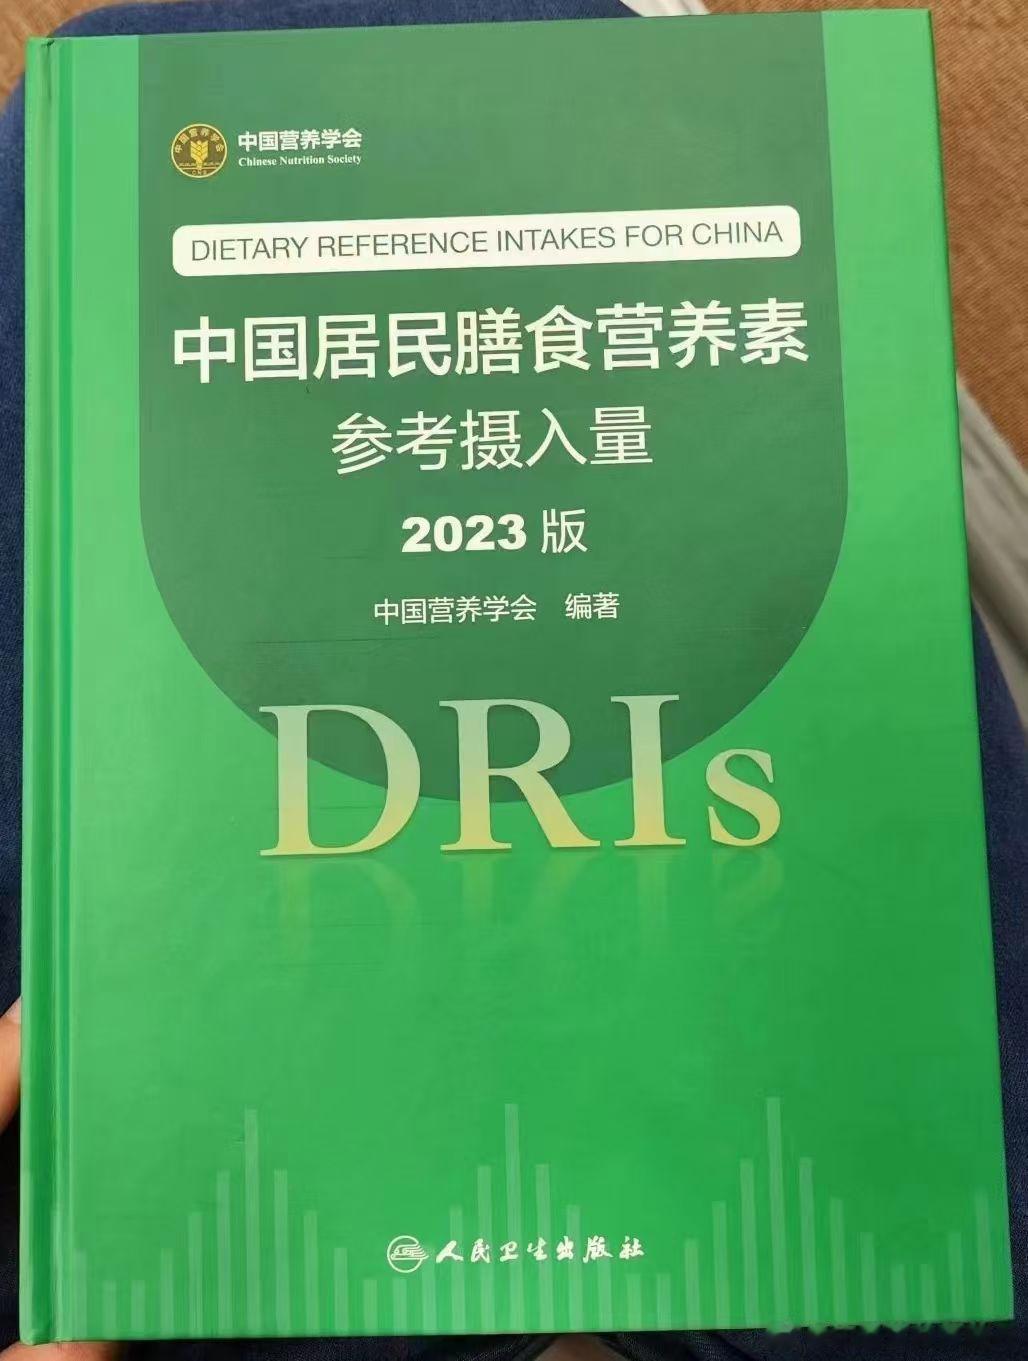 中国营养学会
Chinese Nutrition Society
DIETARY REFERENCE INTAKES FOR CHINA
中国居民膳食营养素
参考摄入量
2023 版
中国营养学会 编著
DRIs
人民卫生出版社